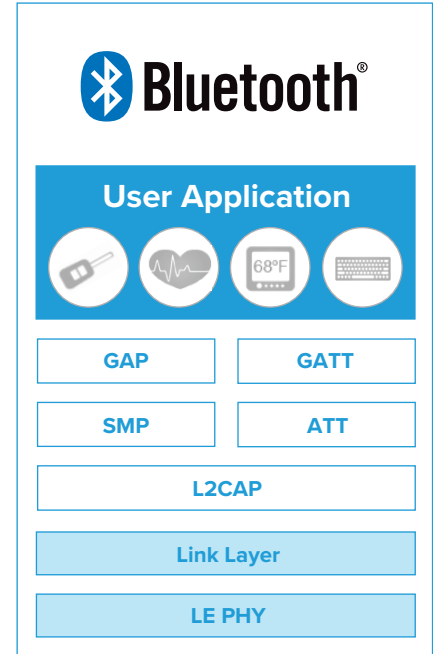 Bluetooth®
User Application
68°F
GAP
GATT
SMP
ATT
L2CAP
Link Layer
LE PHY